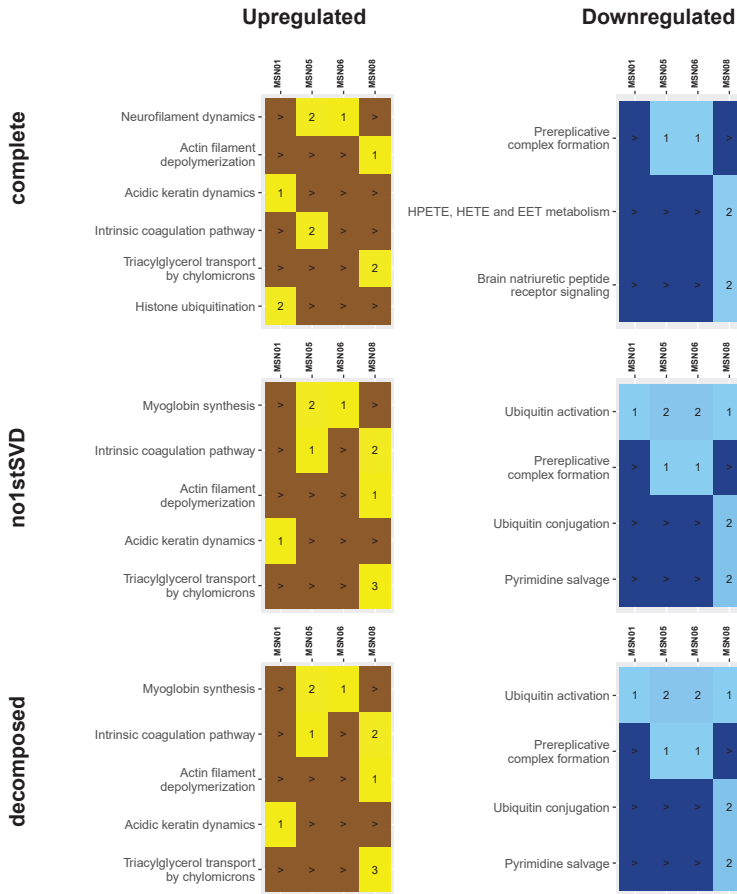 Upregulated Downregulated
complete
MSN01 MSN05 MSN06 MSN08
Neurofilament dynamics > 2 1 >
Actin filament
depolymerization > > > 1
Acidic keratin dynamics 1 > > >
Intrinsic coagulation pathway > 2 > >
Triacylglycerol transport
by chylomicrons > > > 2
Histone ubiquitination 2 > > >
MSN01 MSN05 MSN06 MSN08
Prereplicative
complex formation > 1 1 >
HPETE, HETE and EET metabolism > > > 2
Brain natriuretic peptide
receptor signaling > > > 2
no1stSVD
MSN01 MSN05 MSN06 MSN08
Myoglobin synthesis > 2 1 >
Intrinsic coagulation pathway > 1 > 2
Actin filament
depolymerization > > > 1
Acidic keratin dynamics 1 > > >
Triacylglycerol transport
by chylomicrons > > > 3
MSN01 MSN05 MSN06 MSN08
Ubiquitin activation 1 2 2 1
Prereplicative
complex formation > 1 1 >
Ubiquitin conjugation > > > 2
Pyrimidine salvage > > > 2
decomposed
MSN01 MSN05 MSN06 MSN08
Myoglobin synthesis > 2 1 >
Intrinsic coagulation pathway > 1 > 2
Actin filament
depolymerization > > > 1
Acidic keratin dynamics 1 > > >
Triacylglycerol transport
by chylomicrons > > > 3
MSN01 MSN05 MSN06 MSN08
Ubiquitin activation 1 2 2 1
Prereplicative
complex formation > 1 1 >
Ubiquitin conjugation > > > 2
Pyrimidine salvage > > > 2